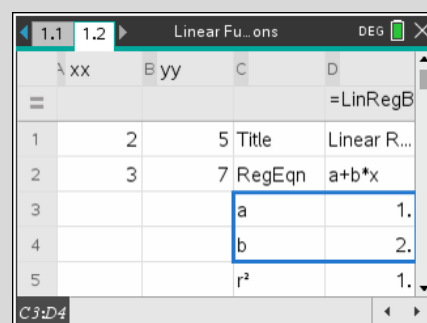 1.1 1.2 Linear Fu...ons DEG
A xx B yy C D
= =LinRegB
1 2 5 Title Linear R...
2 3 7 RegEqn a+b*x
3 a 1.
4 b 2.
5 r² 1.
C3:D4